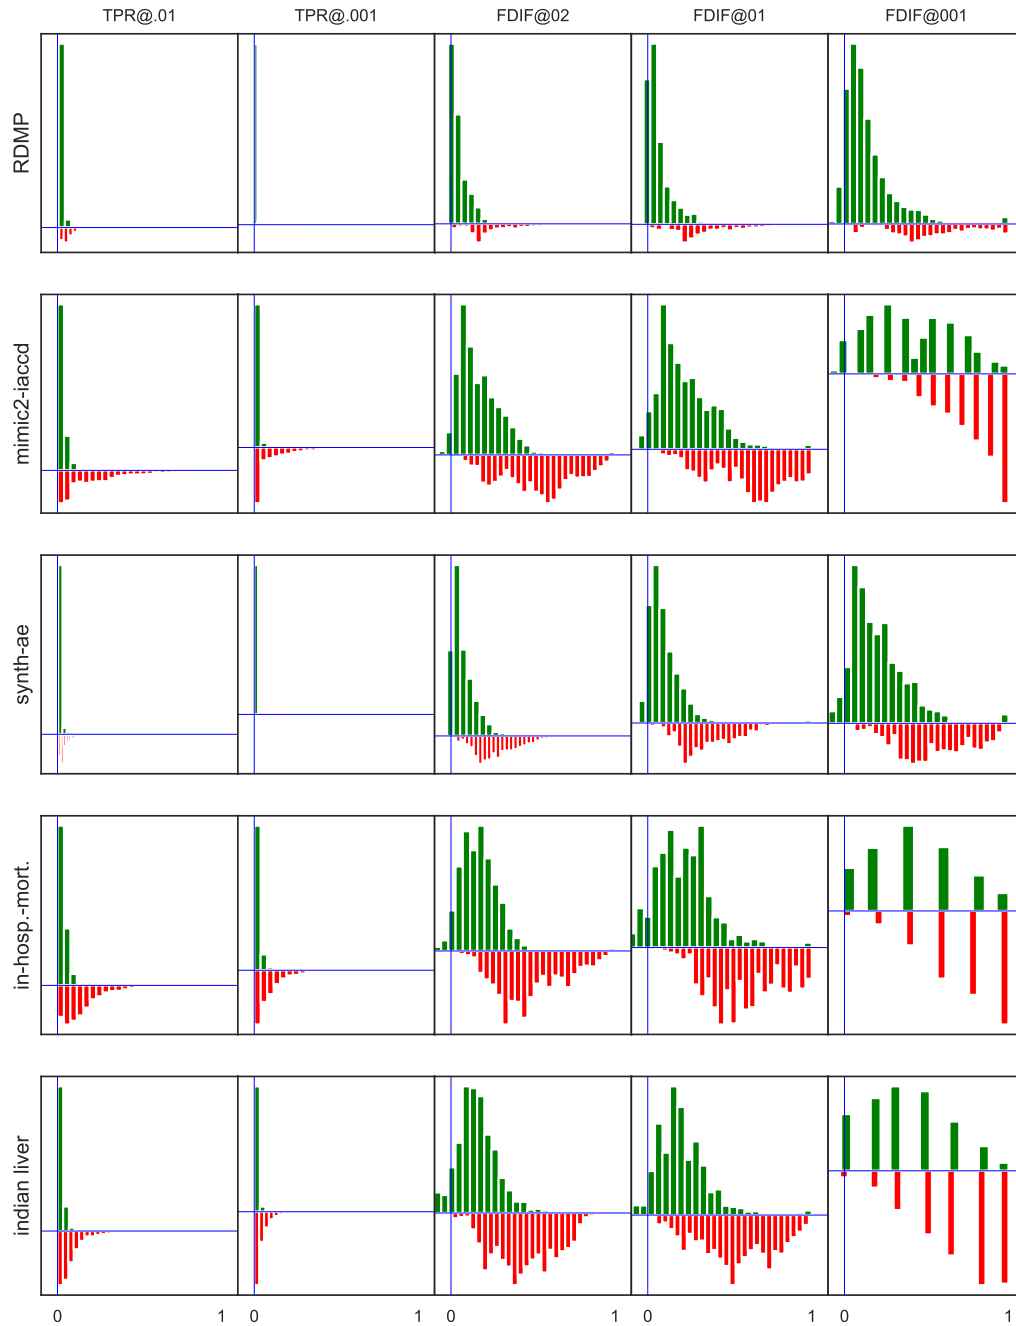 TPR@.01 TPR@.001 FDIF@02 FDIF@01 FDIF@001
RDMP
mimic2-iaccd
synth-ae
in-hosp.-mort.
indian liver
0 1 0 1 0 1 0 1 0 1